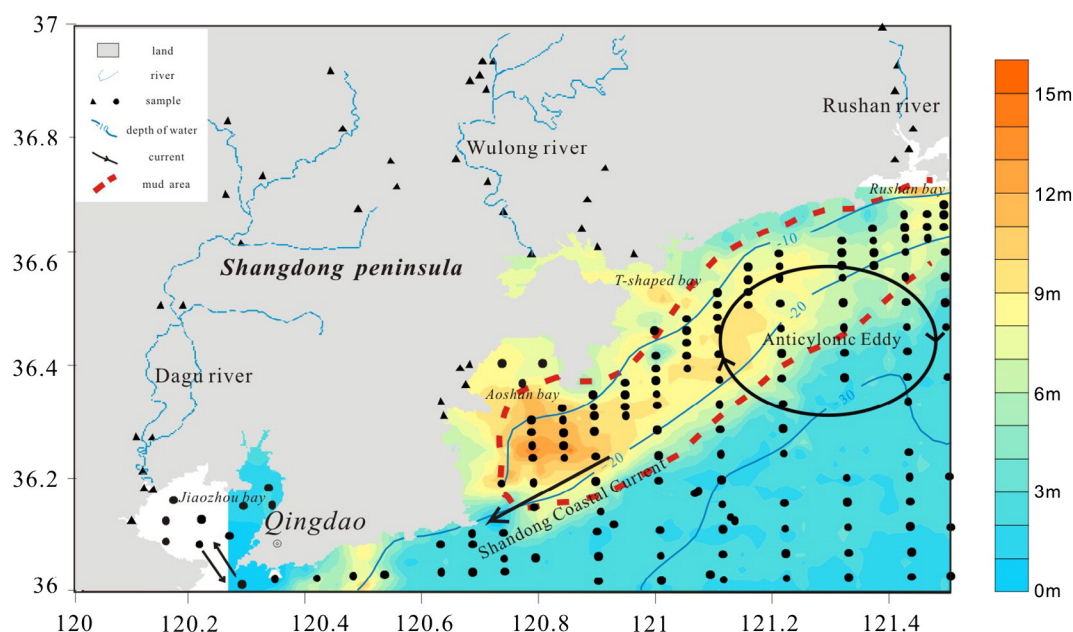 37
36.8
36.6
36.4
36.2
36
120
120.2
120.4
120.6
120.8
121
121.2
121.4
land
river
sample
-10
depth of water
current
mud area
Rushan river
Wulong river
Rushan bay
-10
Shangdong peninsula
T-shaped bay
-20
Anticylonic Eddy
Dagu river
Aoshan bay
-30
-20
Shandong Coastal Current
Jiaozhou bay
Qingdao
15m
12m
9m
6m
3m
0m